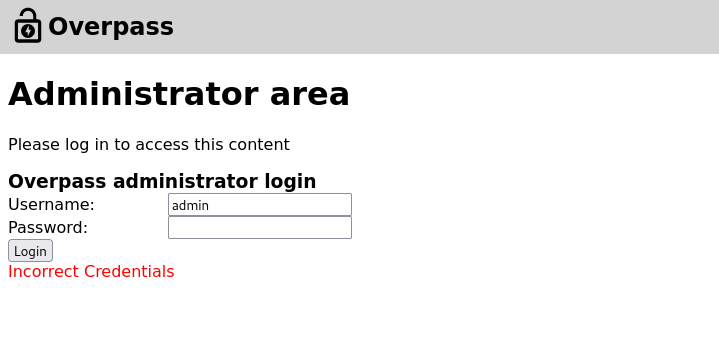 Overpass
Administrator area
Please log in to access this content
Overpass administrator login
Username: admin
Password:
Login
Incorrect Credentials